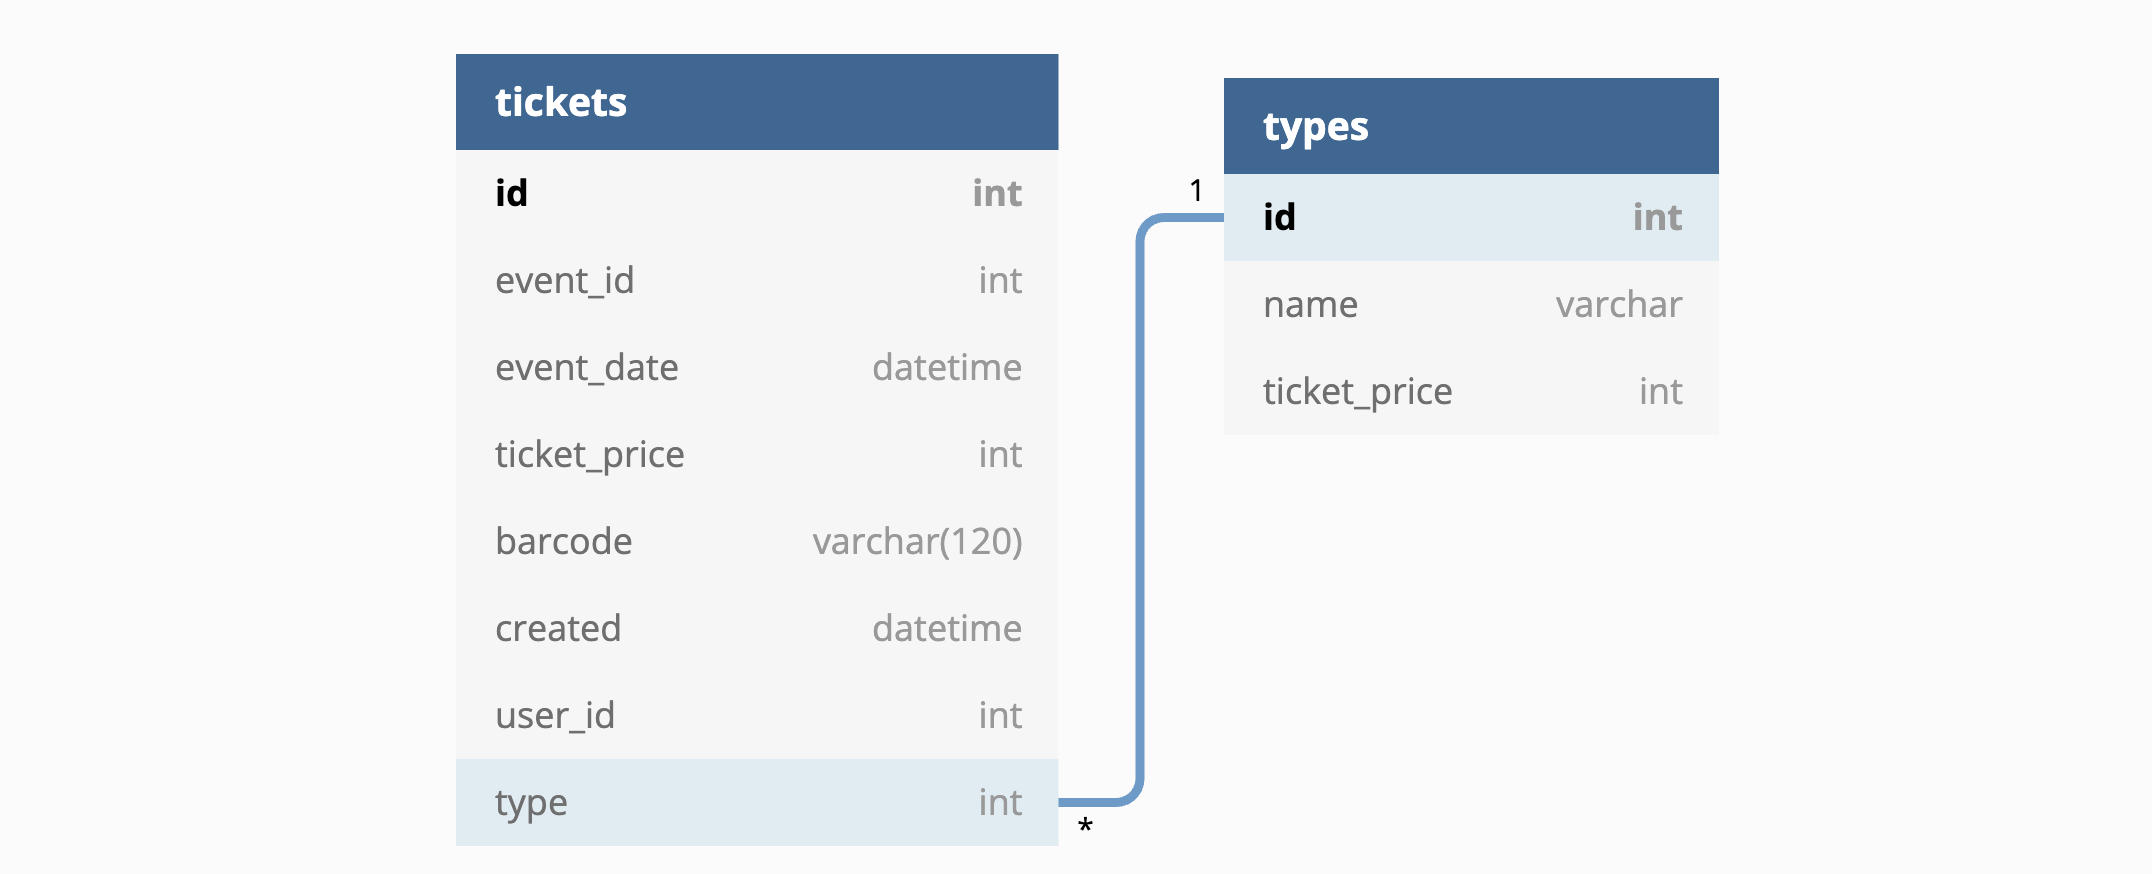 tickets
id int
event_id int
event_date datetime
ticket_price int
barcode varchar(120)
created datetime
user_id int
type int
*
1
types
id int
name varchar
ticket_price int